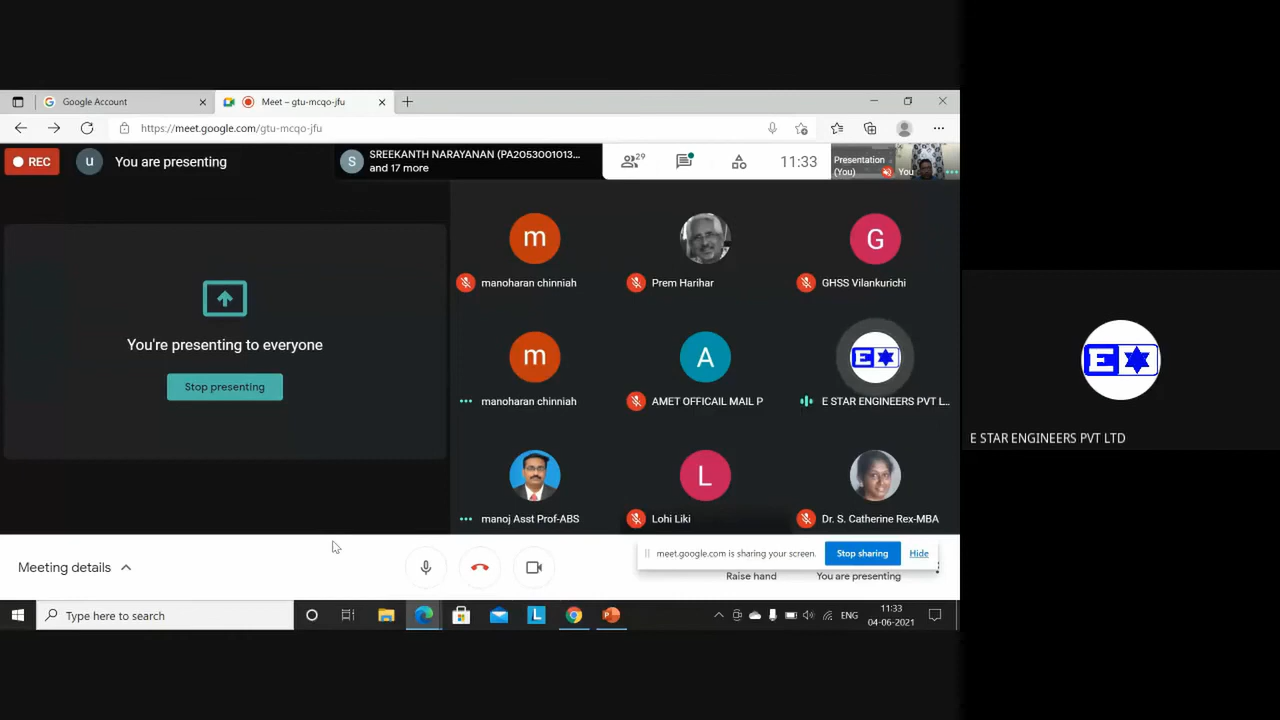 Google Account
Meet – gtu-mcqo-jfu
https://meet.google.com/gtu-mcqo-jfu
REC
u
You are presenting
S
SREEKANTH NARAYANAN (PA2053001013...
and 17 more
29
11:33
Presentation
(You)
You
m
manoharan chinniah
Prem Harihar
G
GHSS Vilankurichi
You're presenting to everyone
Stop presenting
m
manoharan chinniah
A
AMET OFFICAIL MAIL P
E
E STAR ENGINEERS PVT L...
E
E STAR ENGINEERS PVT LTD
manoj Asst Prof-ABS
L
Lohi Liki
Dr. S. Catherine Rex-MBA
Meeting details
meet.google.com is sharing your screen.
Stop sharing
Hide
Raise hand
You are presenting
Type here to search
L
ENG
11:33
04-06-2021